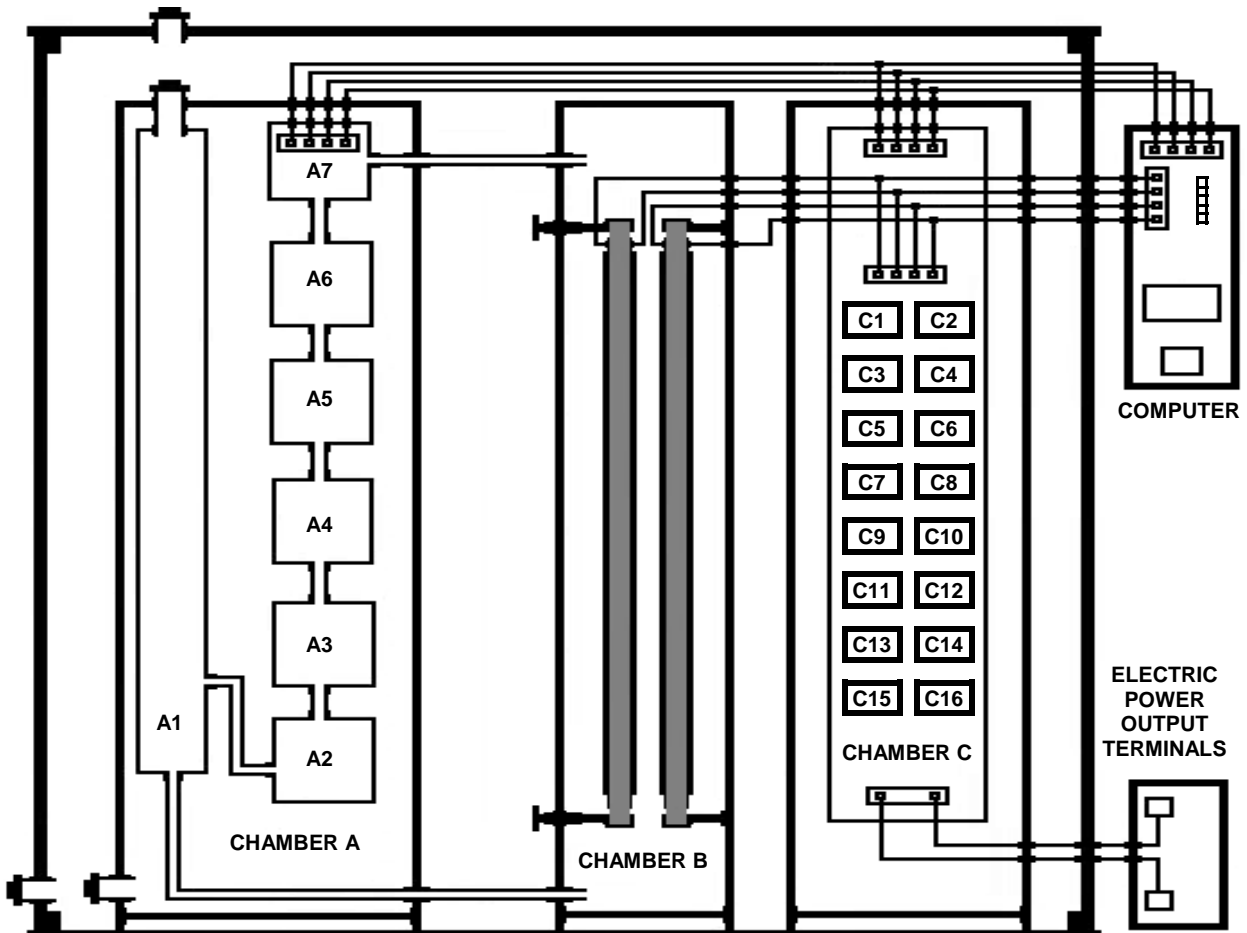 A7
A6
A5
A4
A3
A1
A2
CHAMBER A
CHAMBER B
C1 C2
C3 C4
C5 C6
C7 C8
C9 C10
C11 C12
C13 C14
C15 C16
CHAMBER C
COMPUTER
ELECTRIC
POWER
OUTPUT
TERMINALS